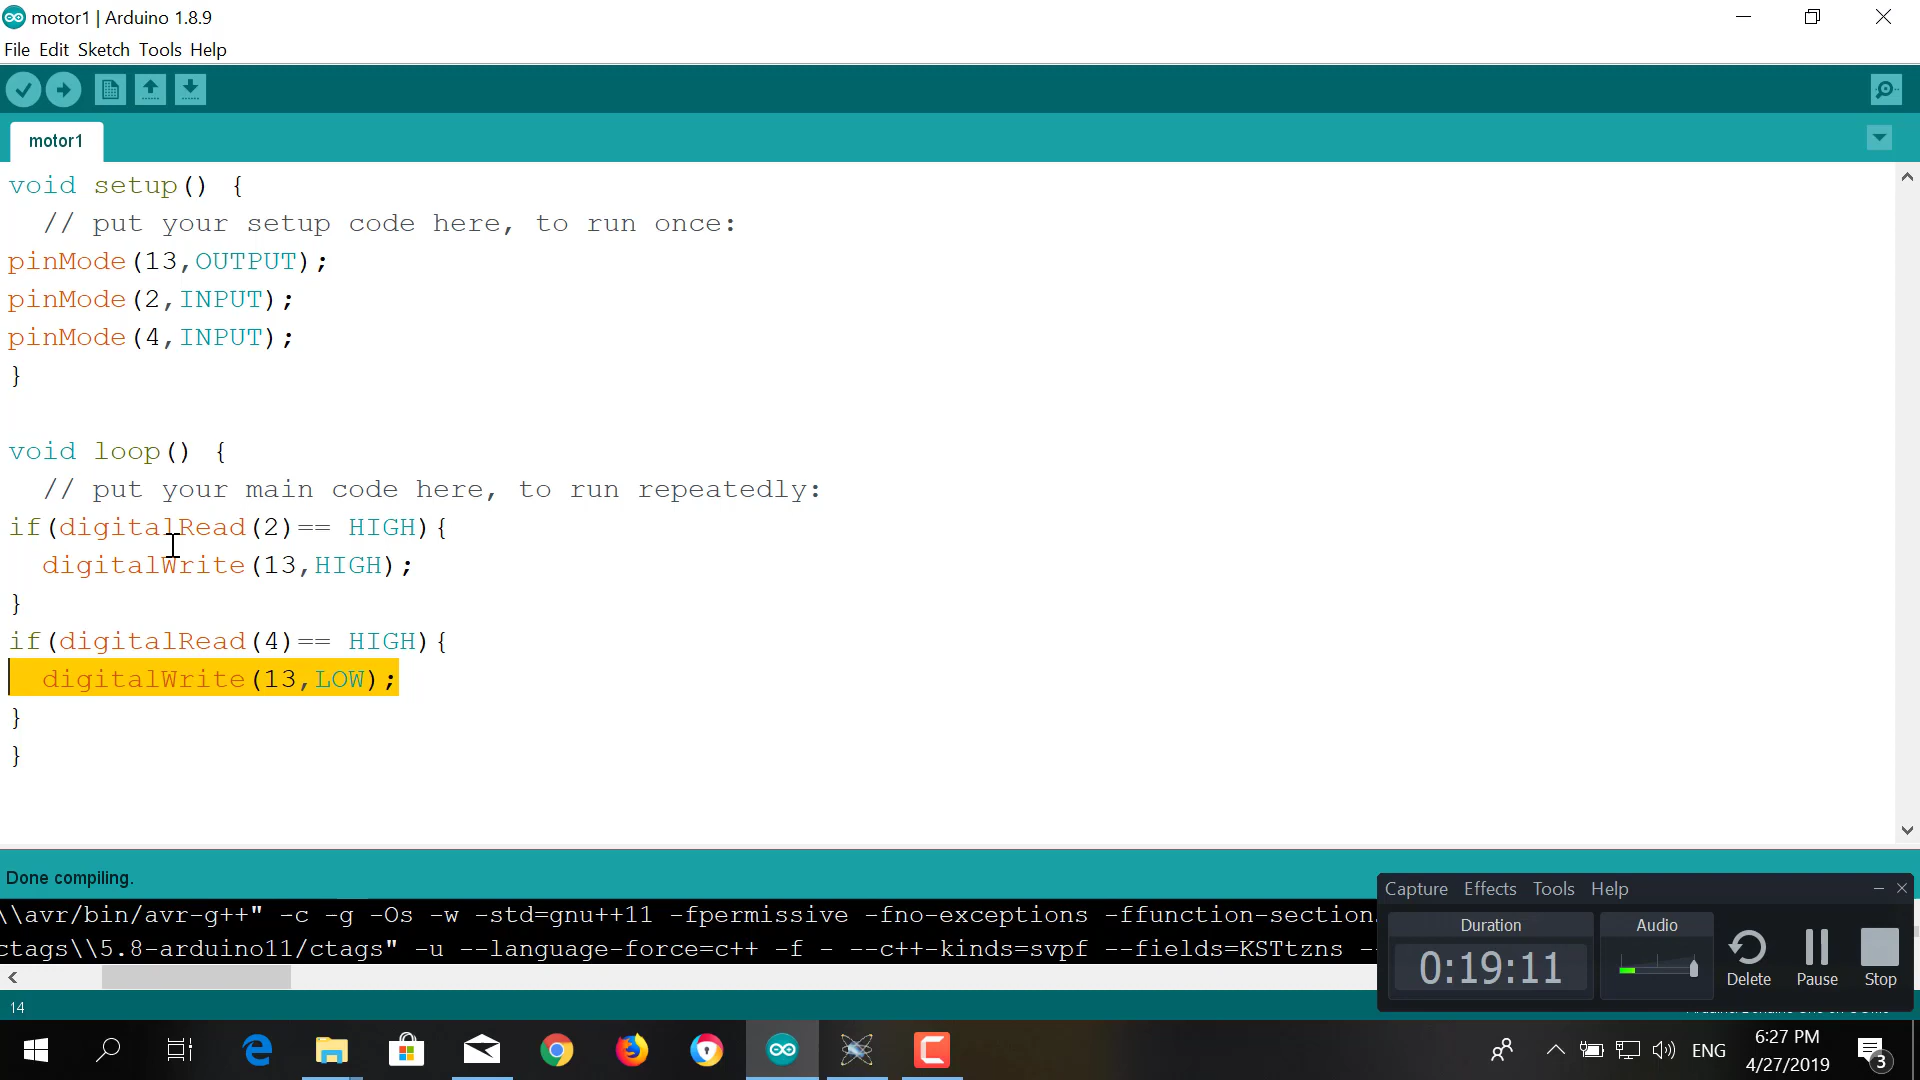 motor1 | Arduino 1.8.9
File Edit Sketch Tools Help
motor1
void setup() {
  // put your setup code here, to run once:
pinMode(13,OUTPUT);
pinMode(2,INPUT);
pinMode(4,INPUT);
}
void loop() {
  // put your main code here, to run repeatedly:
if(digitalRead(2)== HIGH){
  digitalWrite(13,HIGH);
}
if(digitalRead(4)== HIGH){
  digitalWrite(13,LOW);
}
}
Done compiling.
\\avr/bin/avr-g++" -c -g -Os -w -std=gnu++11 -fpermissive -fno-exceptions -ffunction-section
ctags\\5.8-arduino11/ctags" -u --language-force=c++ -f - --c++-kinds=svpf --fields=KSTtzns --
14
Capture Effects Tools Help
Duration
Audio
0:19:11
Delete
Pause
Stop
ENG
6:27 PM
4/27/2019
3